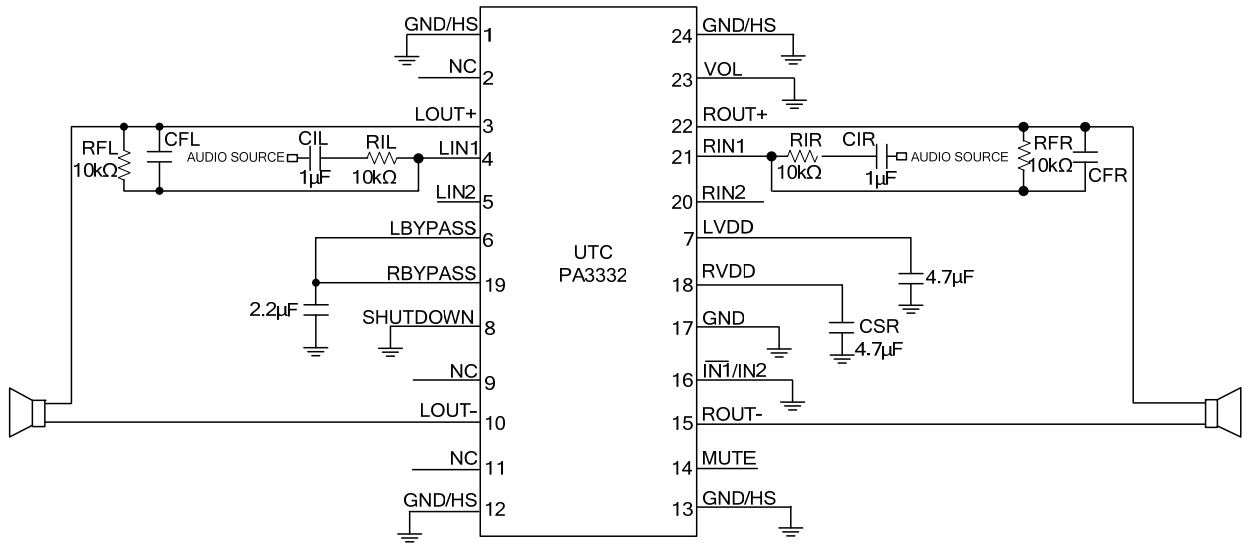 GND/HS
1
NC
2
LOUT+
3
CFL
CIL
RIL
LIN1
4
RFL
10kΩ
AUDIO SOURCE
1µF
10kΩ
LIN2
5
LBYPASS
6
RBYPASS
19
2.2µF
SHUTDOWN
8
NC
9
LOUT-
10
NC
11
GND/HS
12
UTC
PA3332
24
GND/HS
23
VOL
22
ROUT+
21
RIN1
RIR
10kΩ
CIR
1µF
AUDIO SOURCE
RFR
10kΩ
CFR
20
RIN2
7
LVDD
4.7µF
18
RVDD
CSR
4.7µF
17
GND
16
IN1/IN2
15
ROUT-
14
MUTE
13
GND/HS